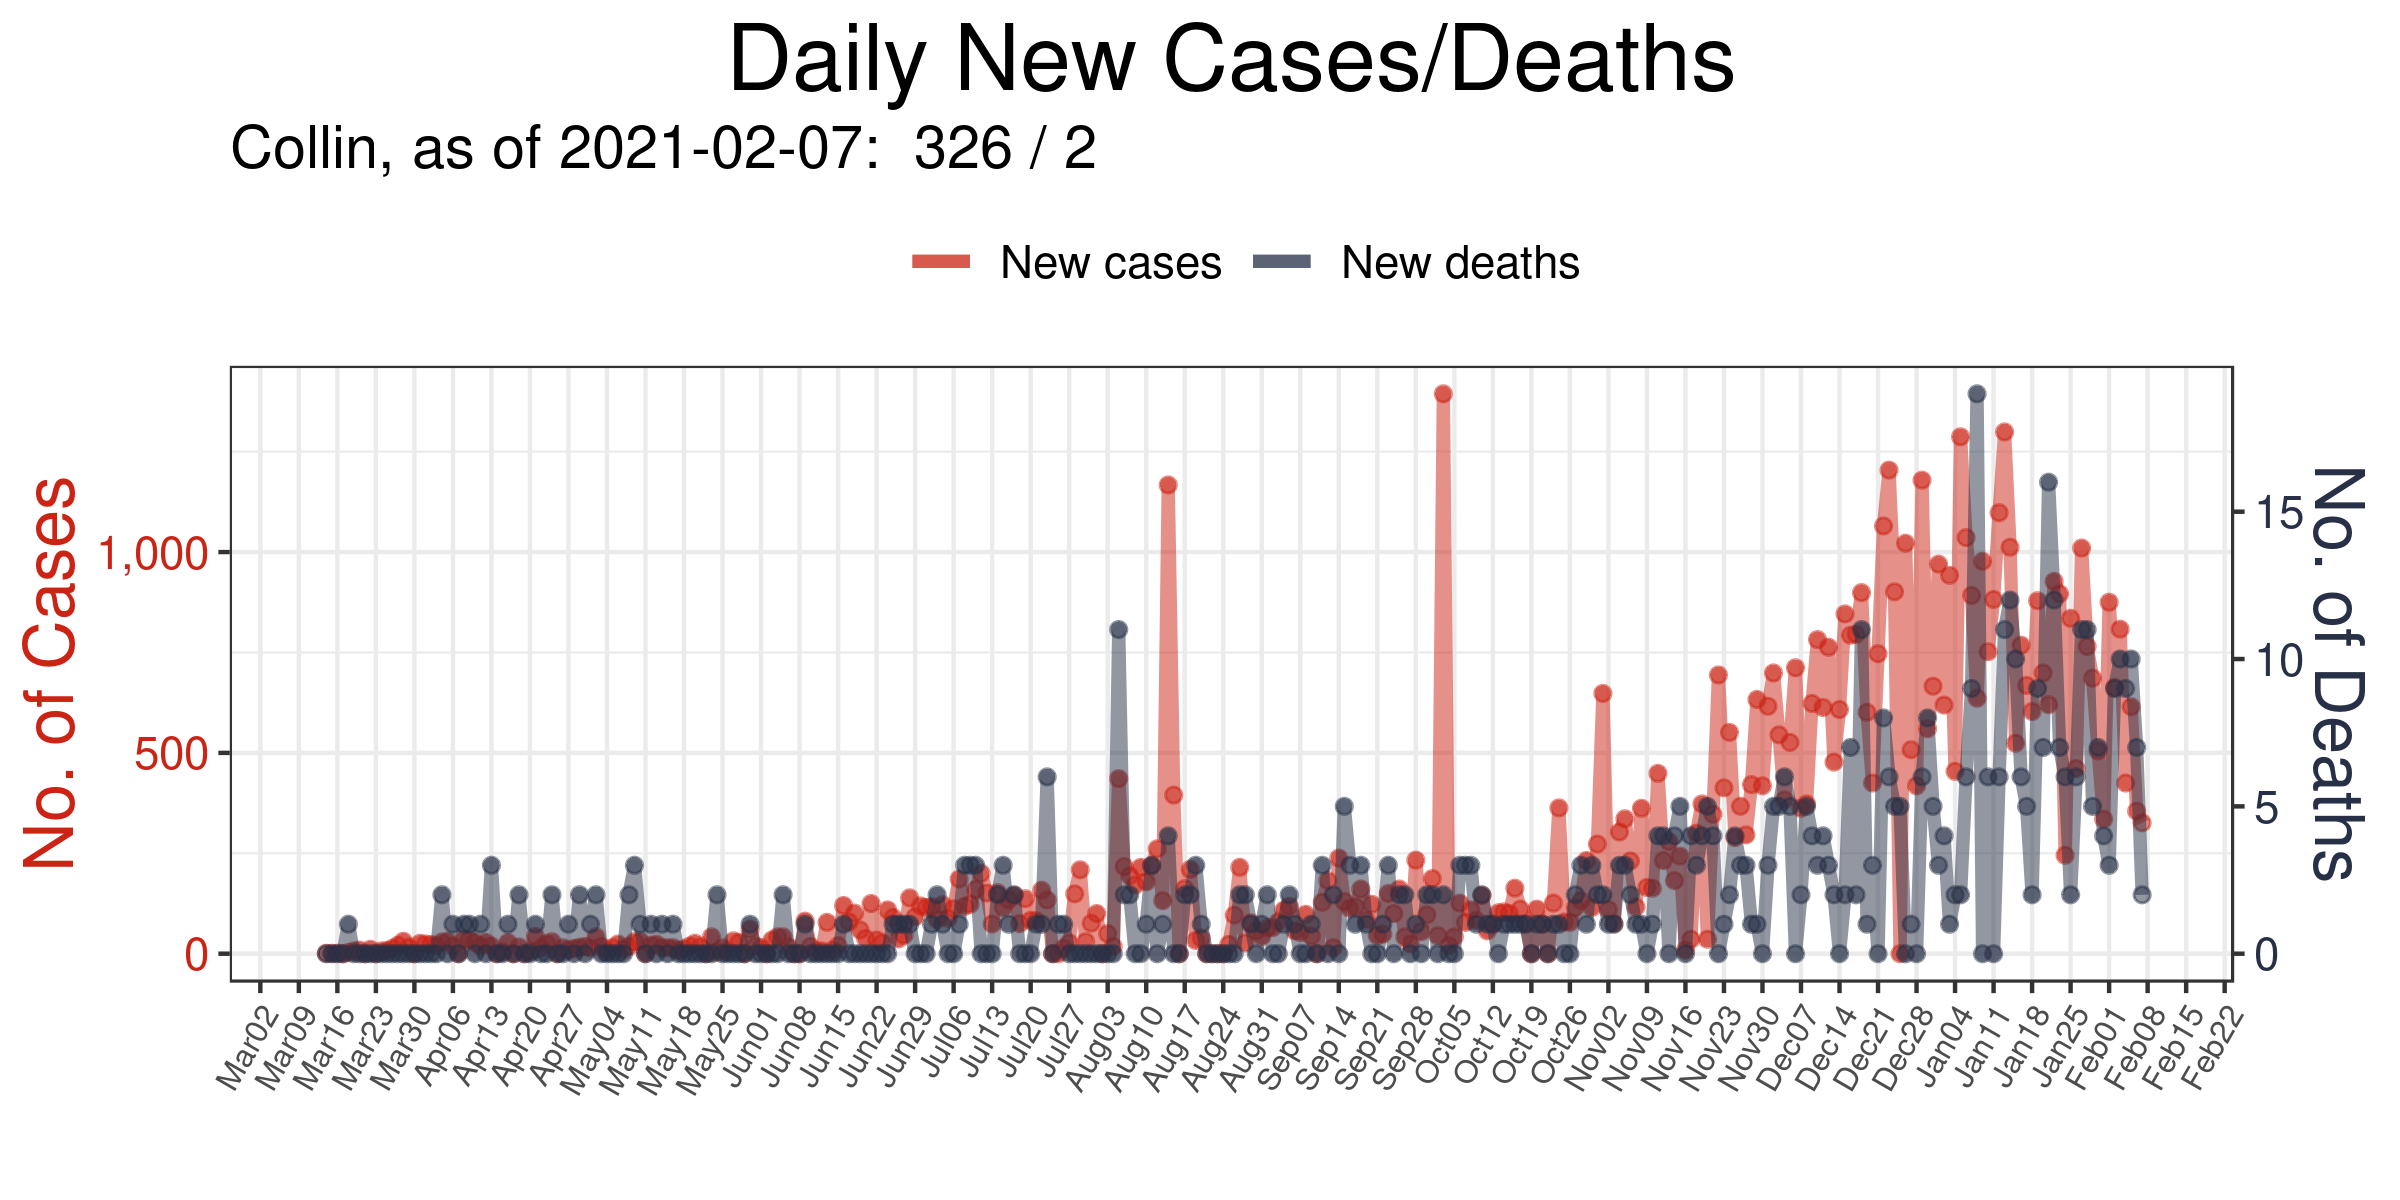 Daily New Cases/Deaths
Collin, as of 2021-02-07:  326 / 2
New cases
New deaths
No. of Cases
1,000
500
0
No. of Deaths
15
10
5
0
Mar02
Mar09
Mar16
Mar23
Mar30
Apr06
Apr13
Apr20
Apr27
May04
May11
May18
May25
Jun01
Jun08
Jun15
Jun22
Jun29
Jul06
Jul13
Jul20
Jul27
Aug03
Aug10
Aug17
Aug24
Aug31
Sep07
Sep14
Sep21
Sep28
Oct05
Oct12
Oct19
Oct26
Nov02
Nov09
Nov16
Nov23
Nov30
Dec07
Dec14
Dec21
Dec28
Jan04
Jan11
Jan18
Jan25
Feb01
Feb08
Feb15
Feb22